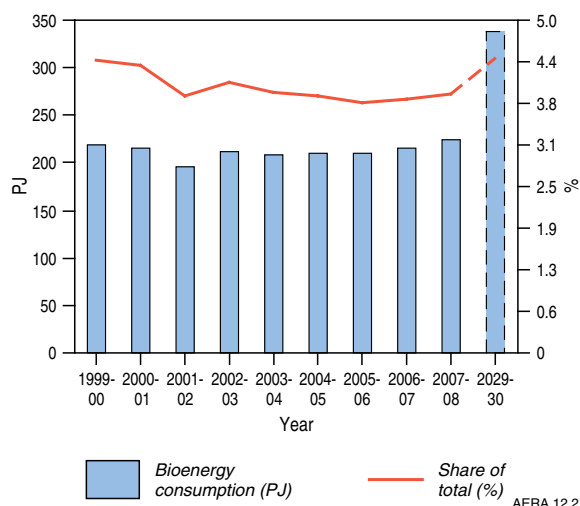 350
300
250
200
150
100
50
0
PJ
5.0
4.4
3.8
3.1
2.5
1.9
1.3
0.6
0
%
1999- 2000- 2001- 2002- 2003- 2004- 2005- 2006- 2007- 2029-
00 01 02 03 04 05 06 07 08 30
Year
Bioenergy
consumption (PJ)
Share of
total (%)
AERA 12.2